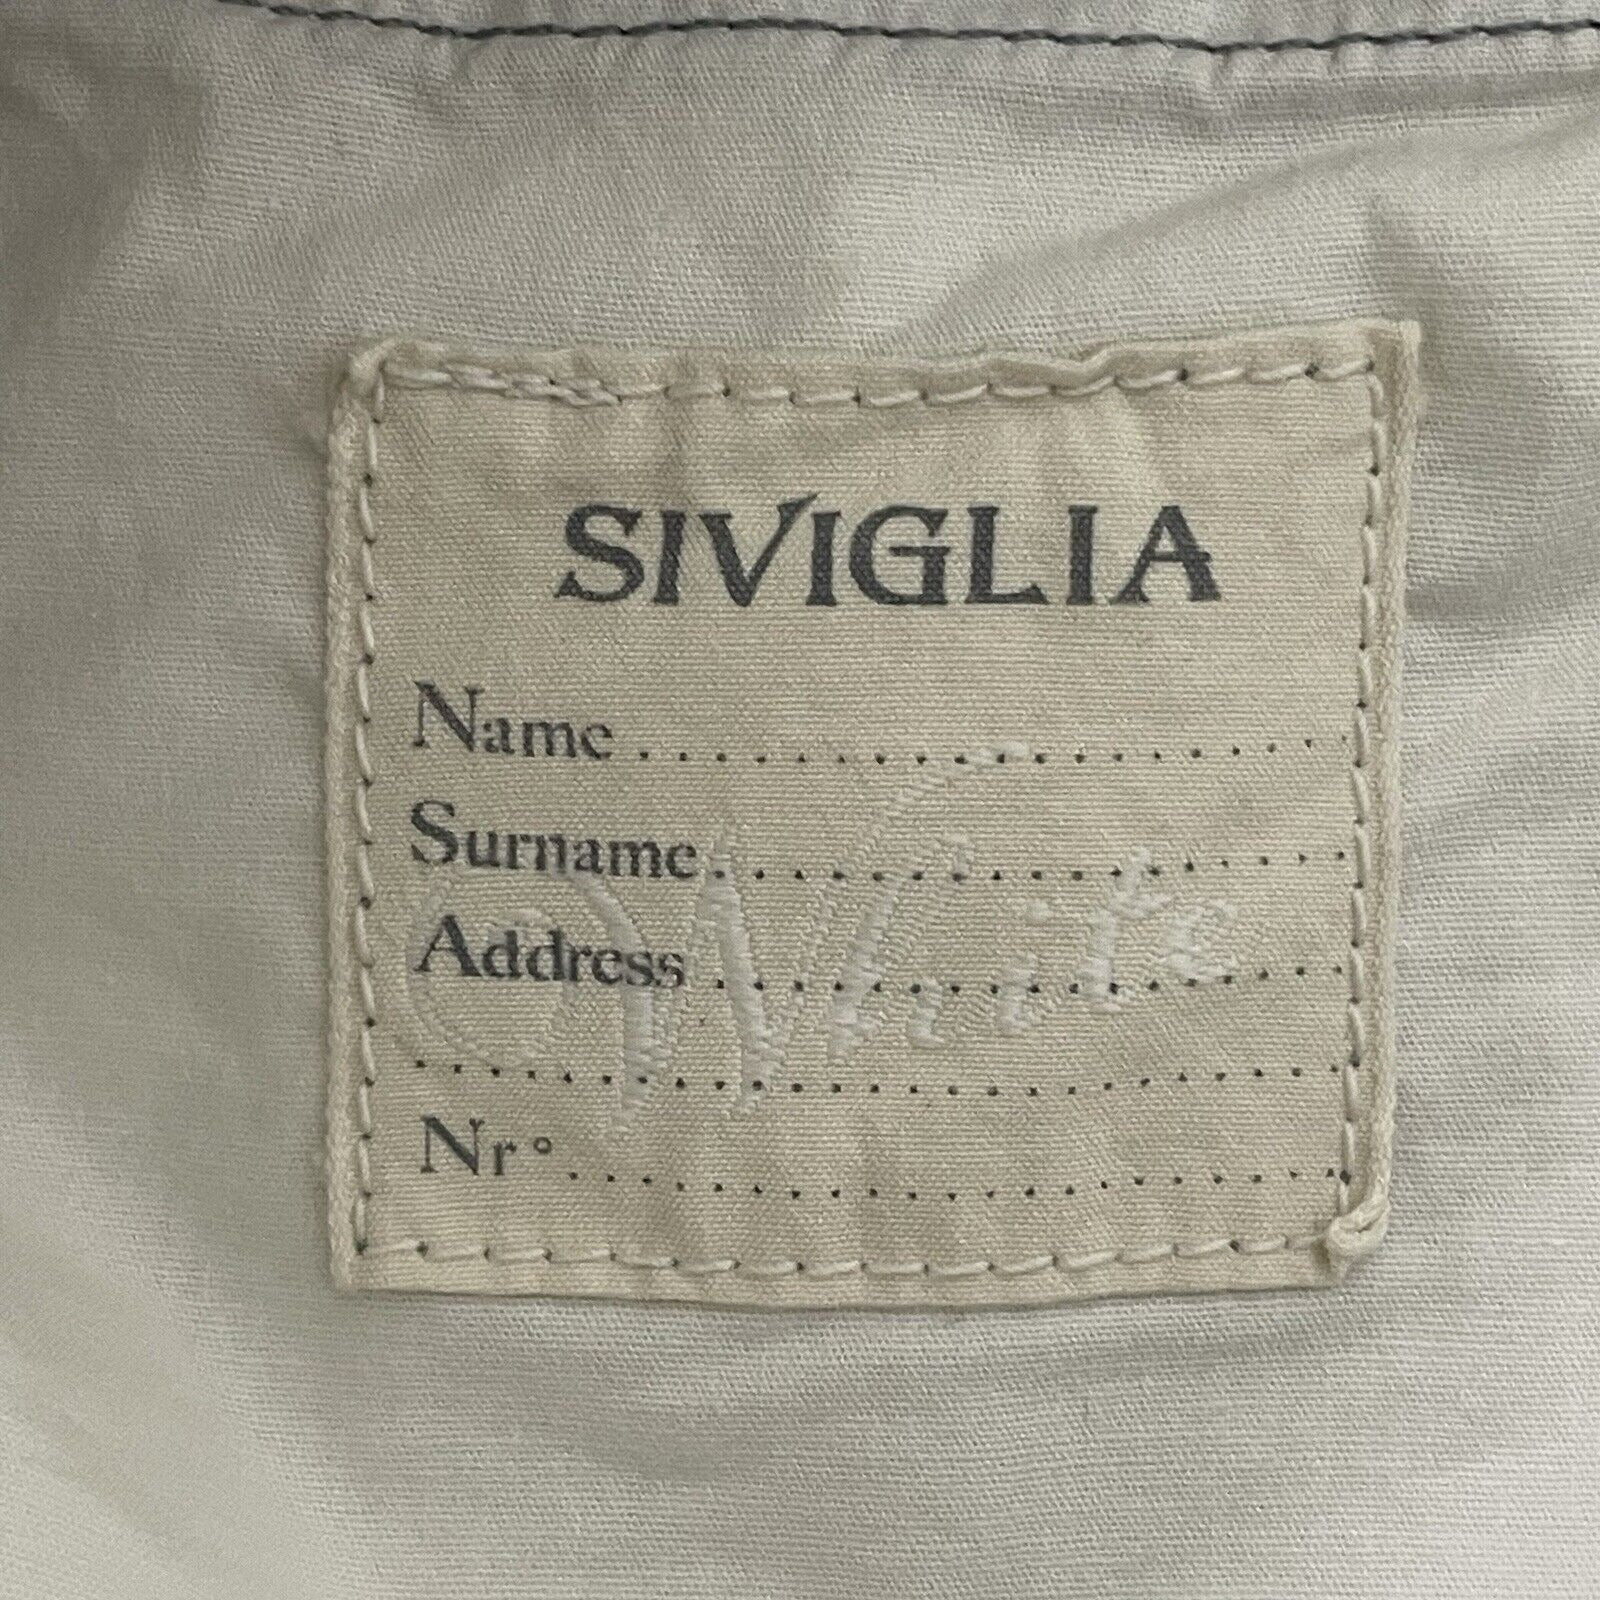 SIVIGLIA
Name ........................
Surname ........................
White
Address ........................
........................
Nr° ........................